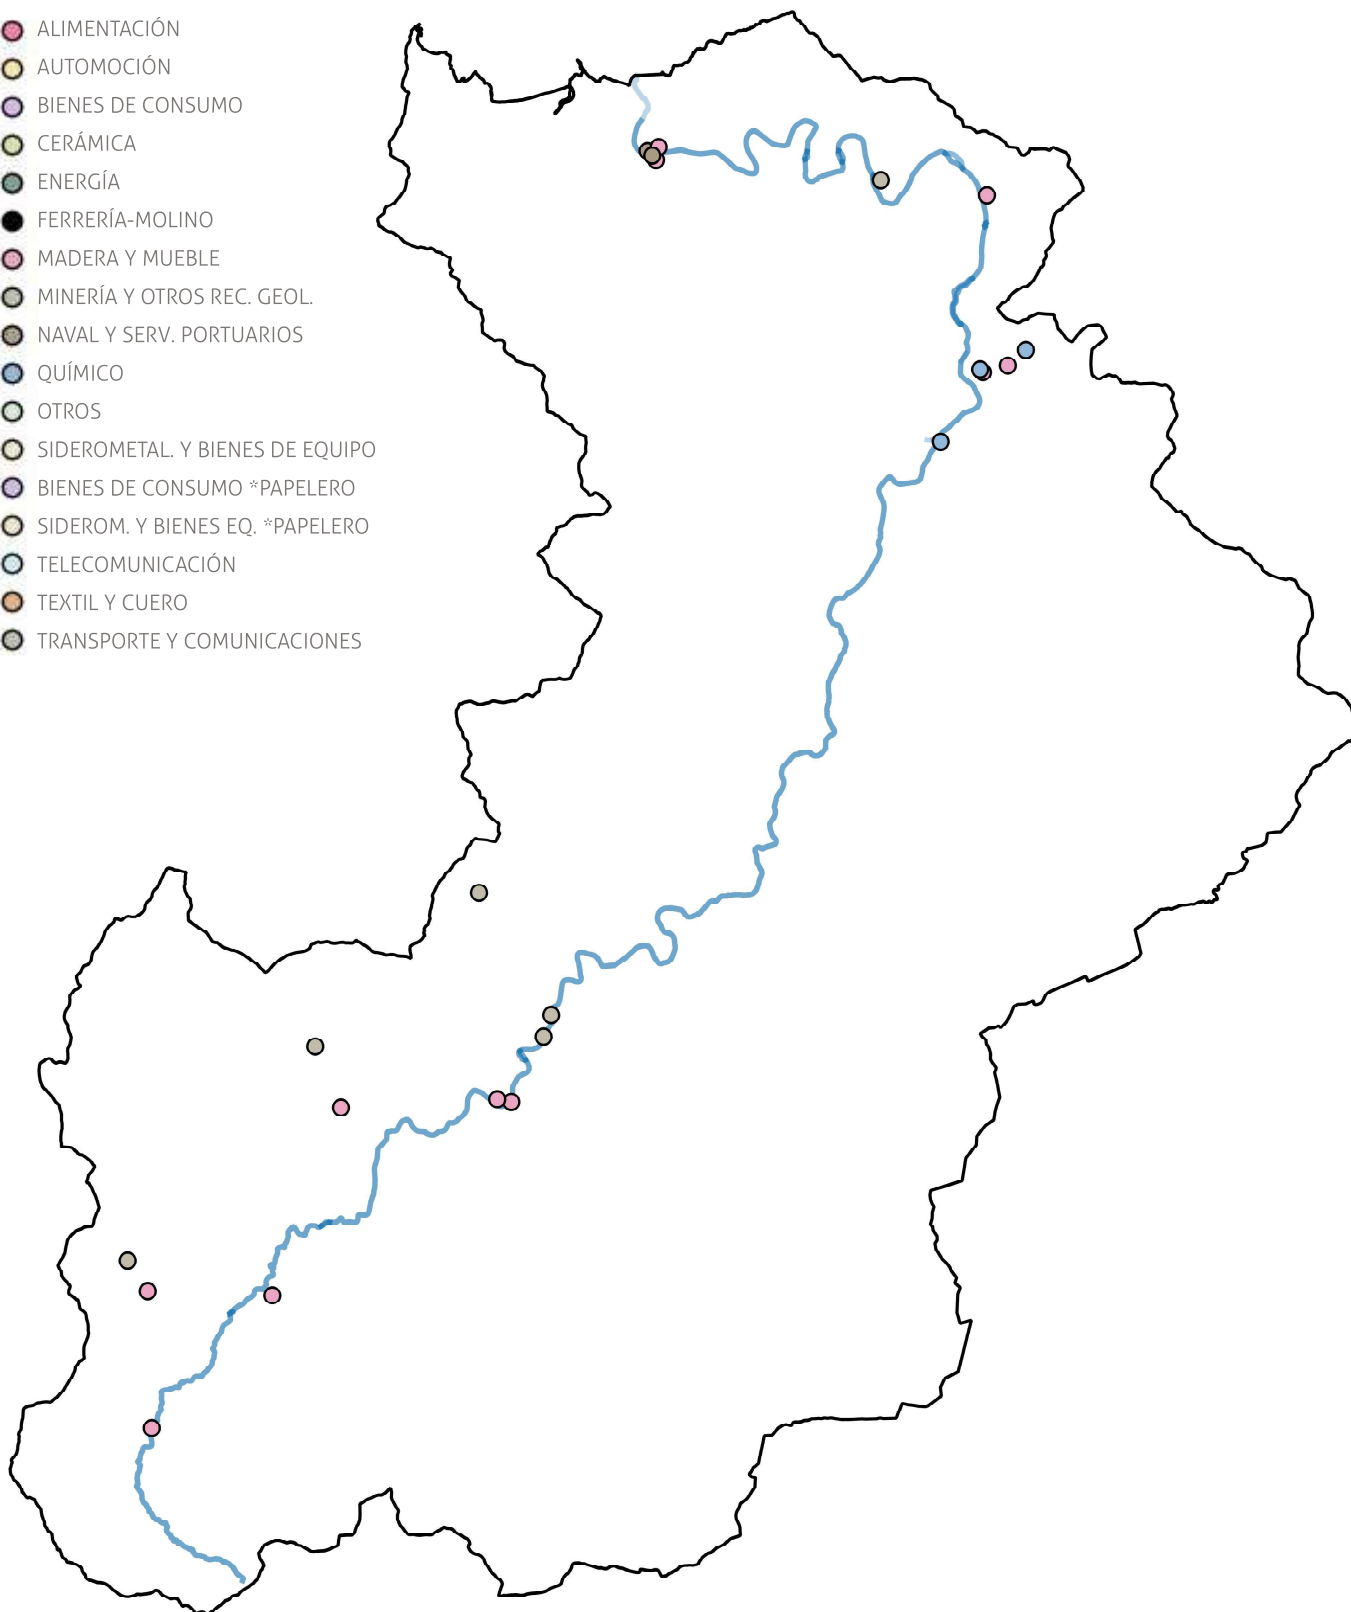 ALIMENTACIÓN
AUTOMOCIÓN
BIENES DE CONSUMO
CERÁMICA
ENERGÍA
FERRERÍA-MOLINO
MADERA Y MUEBLE
MINERÍA Y OTROS REC. GEOL.
NAVAL Y SERV. PORTUARIOS
QUÍMICO
OTROS
SIDEROMETAL. Y BIENES DE EQUIPO
BIENES DE CONSUMO *PAPELERO
SIDEROM. Y BIENES EQ. *PAPELERO
TELECOMUNICACIÓN
TEXTIL Y CUERO
TRANSPORTE Y COMUNICACIONES